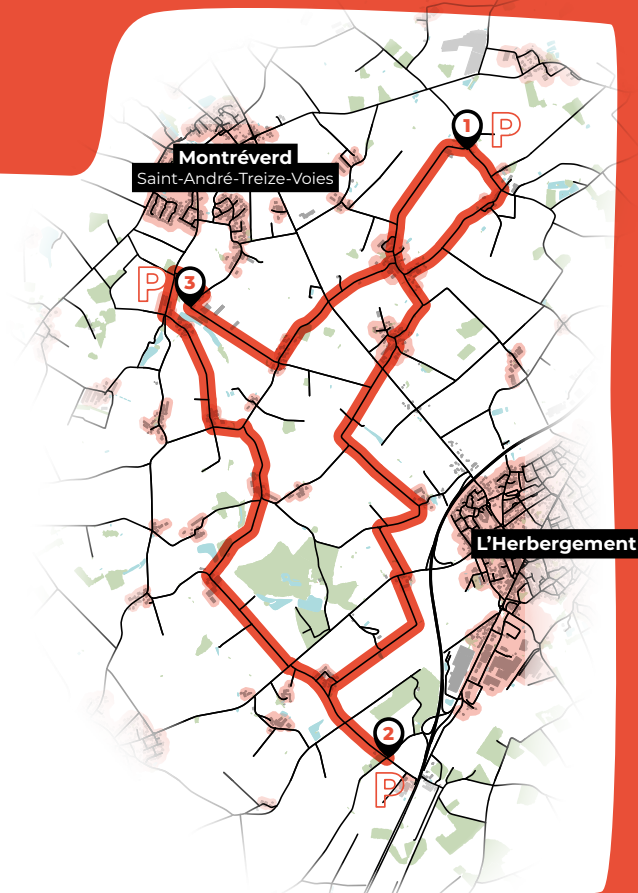 1 P
Montréverd
Saint-André-Treize-Voies
P 3
L'Herbergement
2
P